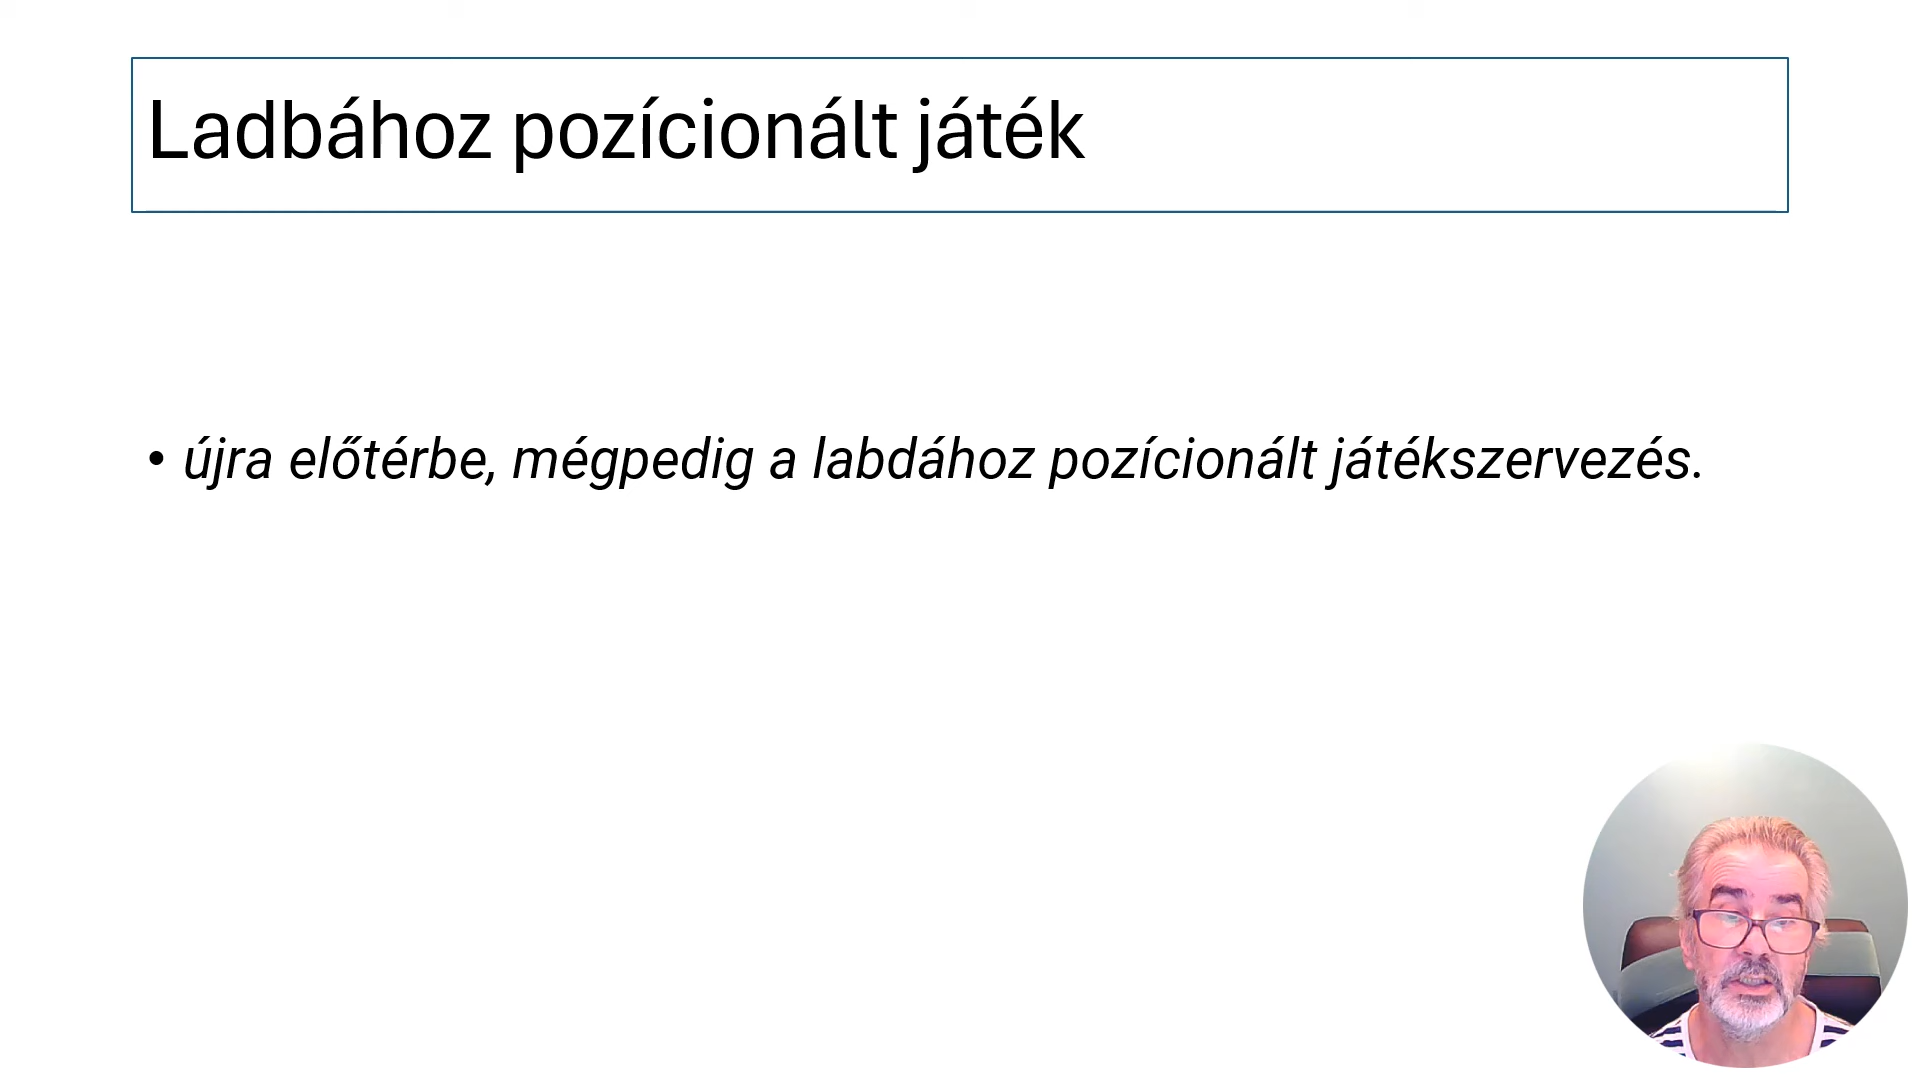 Ladbához pozícionált játék
• újra előtérbe, mégpedig a labdához pozícionált játékszervezés.